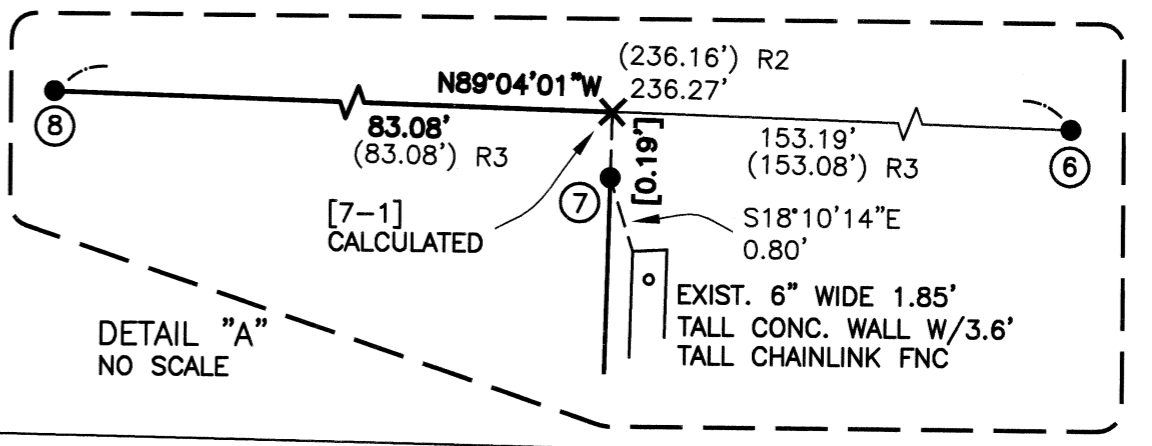 (236.16') R2
N89°04'01"W 236.27'
8
83.08'
(83.08') R3
[0.19']
153.19'
(153.08') R3
6
7
[7-1]
CALCULATED
S18°10'14"E
0.80'
EXIST. 6" WIDE 1.85'
TALL CONC. WALL W/3.6'
TALL CHAINLINK FNC
DETAIL "A"
NO SCALE